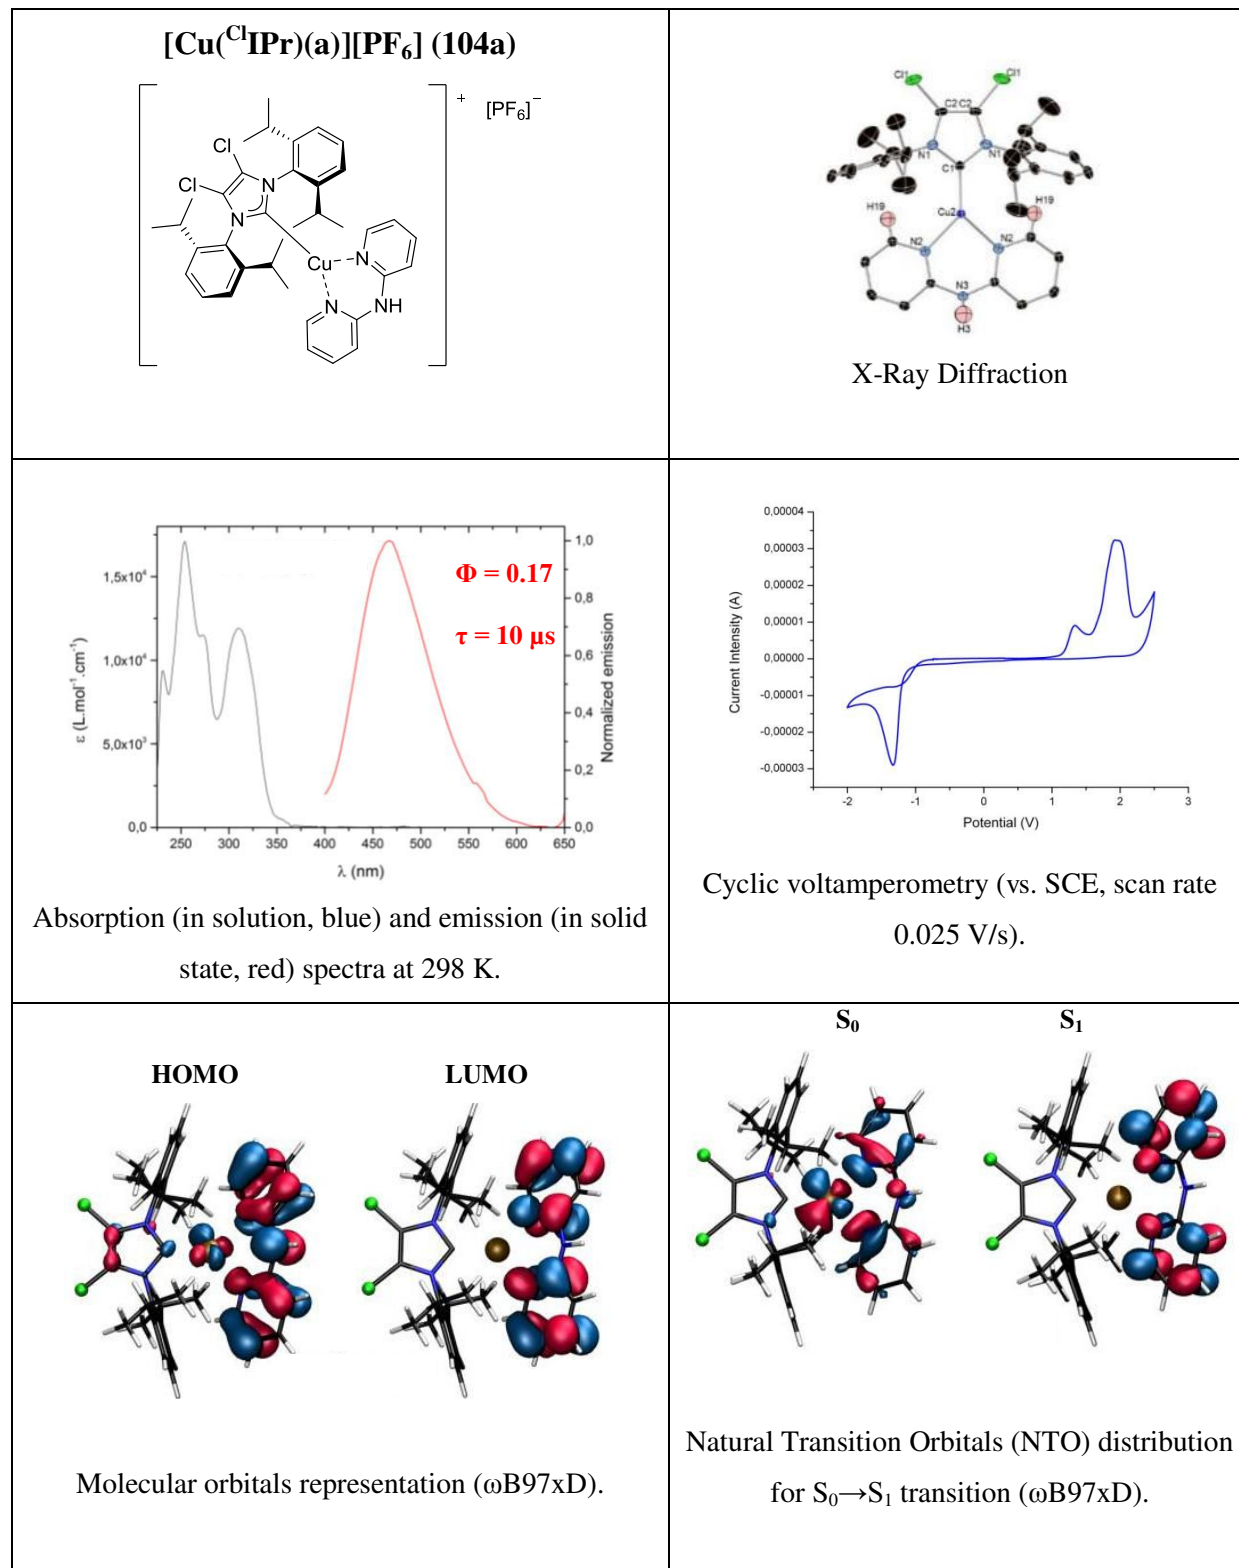 [Cu(ClIPr)(a)][PF6] (104a)
+ [PF6]−
Cl
Cl
N
N
Cu
N
N
NH
Cl1
Cl1
C2 C2
N1
N1
C1
H19
H19
Cu2
N2
N2
N3
H3
X-Ray Diffraction
1,5x10⁴
1,0x10⁴
5,0x10³
0,0
ε (L.mol⁻¹.cm⁻¹)
Φ = 0.17
τ = 10 µs
1,0
0,8
0,6
0,4
0,2
0,0
Normalized emission
250 300 350 400 450 500 550 600 650
λ (nm)
Absorption (in solution, blue) and emission (in solid
state, red) spectra at 298 K.
0,00004
0,00003
0,00002
0,00001
0,00000
-0,00001
-0,00002
-0,00003
Current Intensity (A)
-2 -1 0 1 2 3
Potential (V)
Cyclic voltamperometry (vs. SCE, scan rate
0.025 V/s).
HOMO LUMO
Molecular orbitals representation (ωB97xD).
S0 S1
Natural Transition Orbitals (NTO) distribution
for S0→S1 transition (ωB97xD).